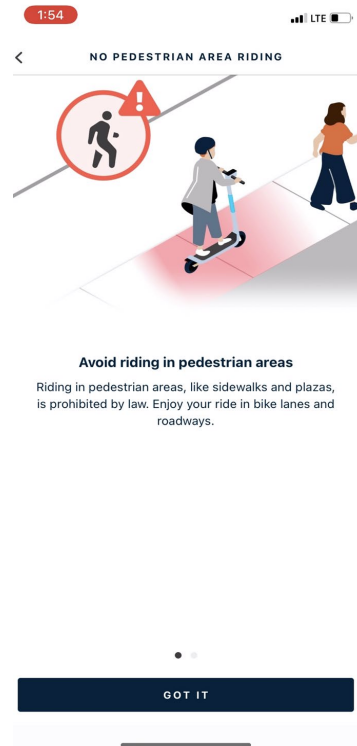 1:54
LTE
NO PEDESTRIAN AREA RIDING
!
Avoid riding in pedestrian areas
Riding in pedestrian areas, like sidewalks and plazas,
is prohibited by law. Enjoy your ride in bike lanes and
roadways.
GOT IT